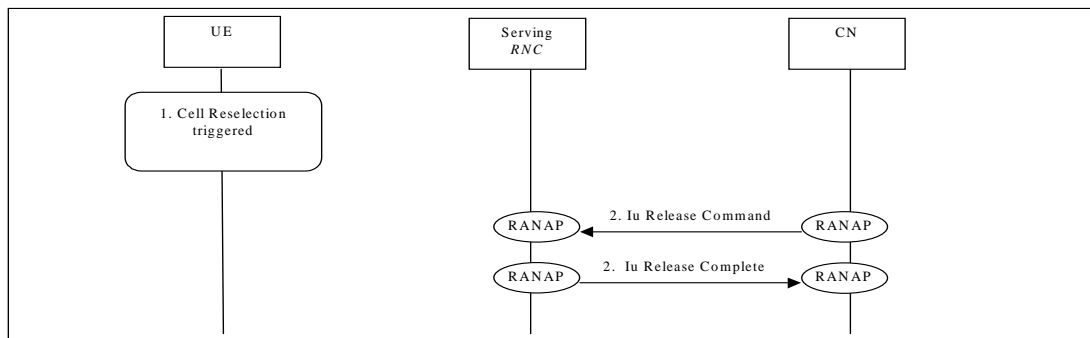 UE
Serving
RNC
CN
1. Cell Reselection
triggered
2. Iu Release Command
RANAP
RANAP
2. Iu Release Complete
RANAP
RANAP